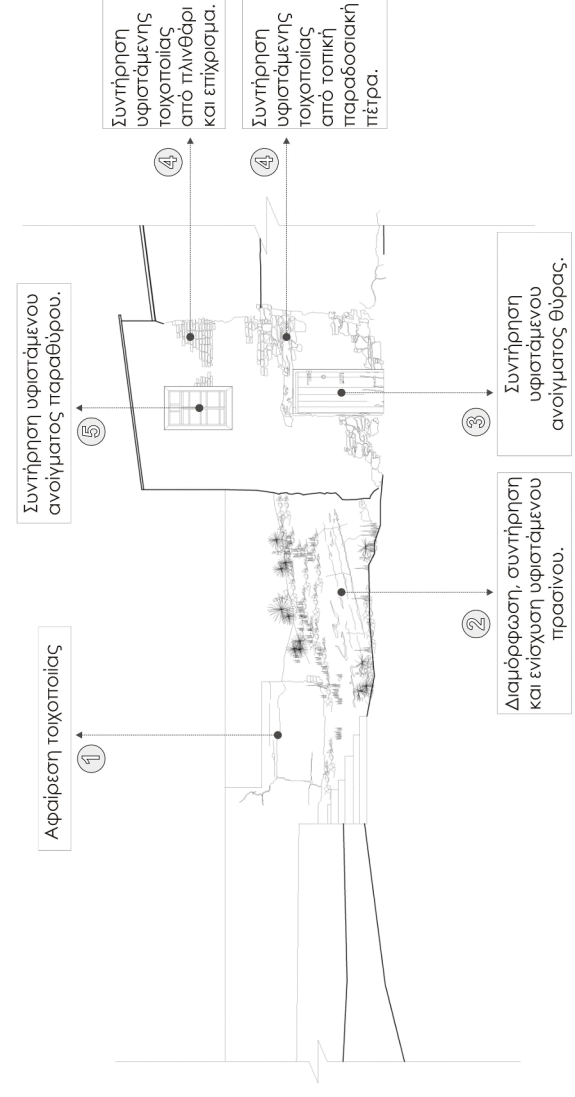 Αφαίρεση τοιχοποιίας
1
Συντήρηση υφιστάμενου
ανοίγματος παραθύρου.
5
Συντήρηση
υφιστάμενης
τοιχοποιίας
από πλινθάρι
και επίχρισμα.
4
Συντήρηση
υφιστάμενης
τοιχοποιίας
από τοπική
παραδοσιακή
πέτρα.
4
2
Διαμόρφωση, συντήρηση
και ενίσχυση υφιστάμενου
πρασίνου.
3
Συντήρηση
υφιστάμενου
ανοίγματος θύρας.